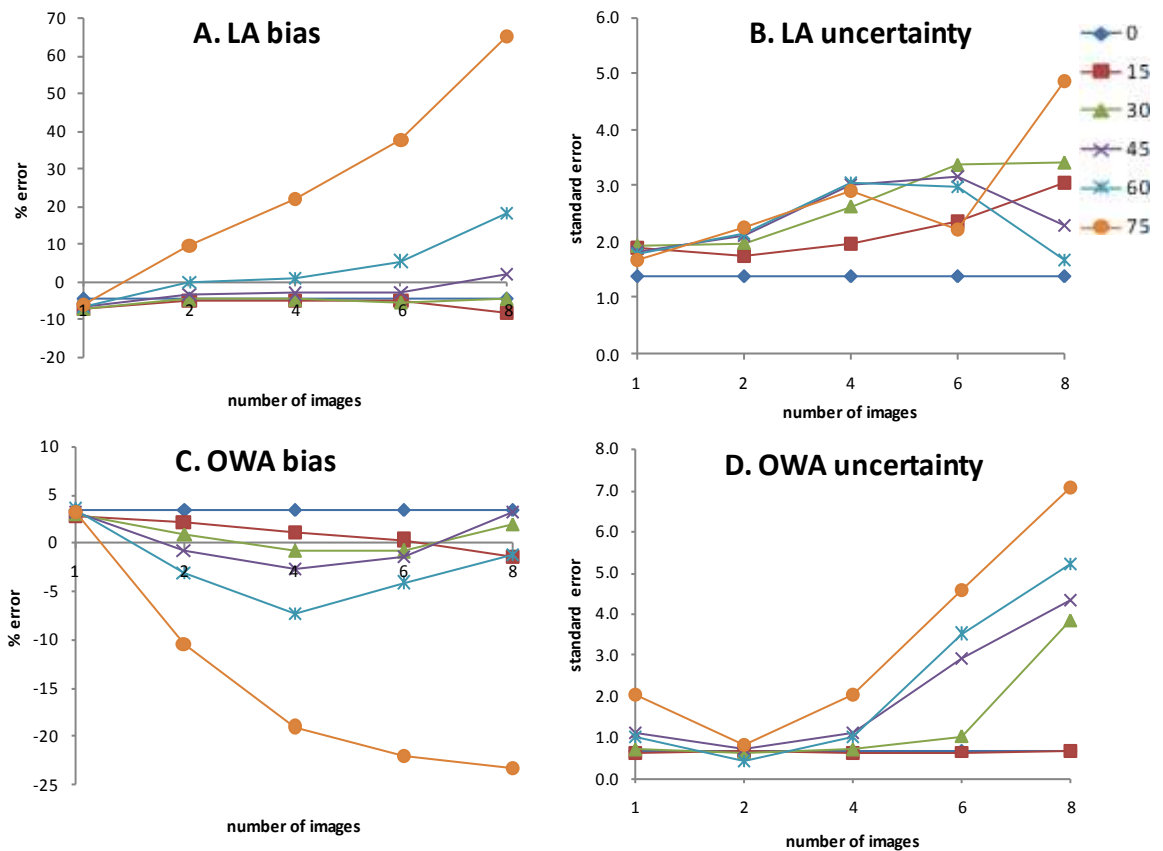 A. LA bias
70
60
50
40
30
20
10
0
-10
-20
% error
1 2 4 6 8
number of images
B. LA uncertainty
6.0
5.0
4.0
3.0
2.0
1.0
0.0
standard error
1 2 4 6 8
number of images
0
15
30
45
60
75
C. OWA bias
10
5
0
-5
-10
-15
-20
-25
% error
1 2 4 6 8
number of images
D. OWA uncertainty
8.0
7.0
6.0
5.0
4.0
3.0
2.0
1.0
0.0
standard error
1 2 4 6 8
number of images